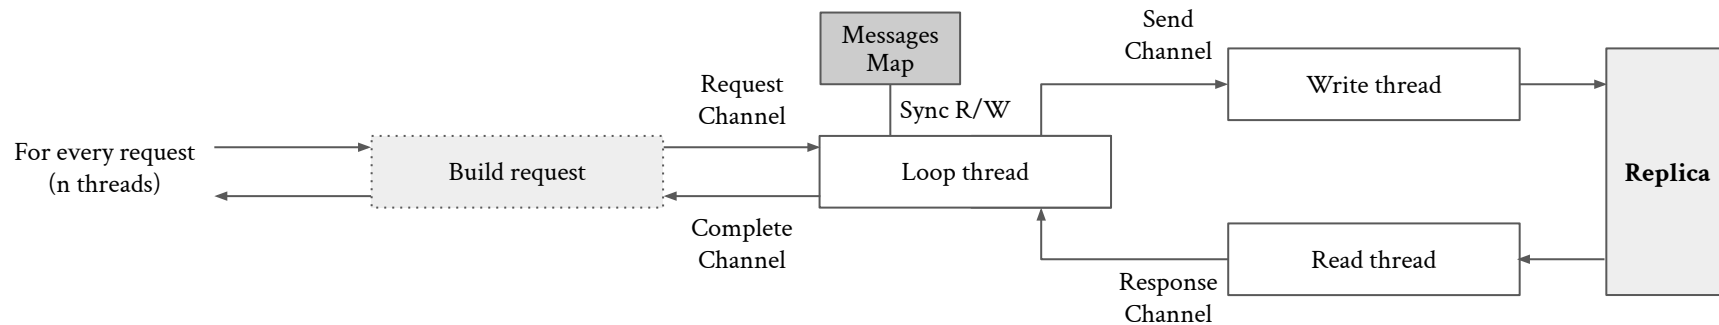 For every request
(n threads)
Build request
Request
Channel
Complete
Channel
Messages
Map
Sync R/W
Loop thread
Send
Channel
Response
Channel
Write thread
Read thread
Replica